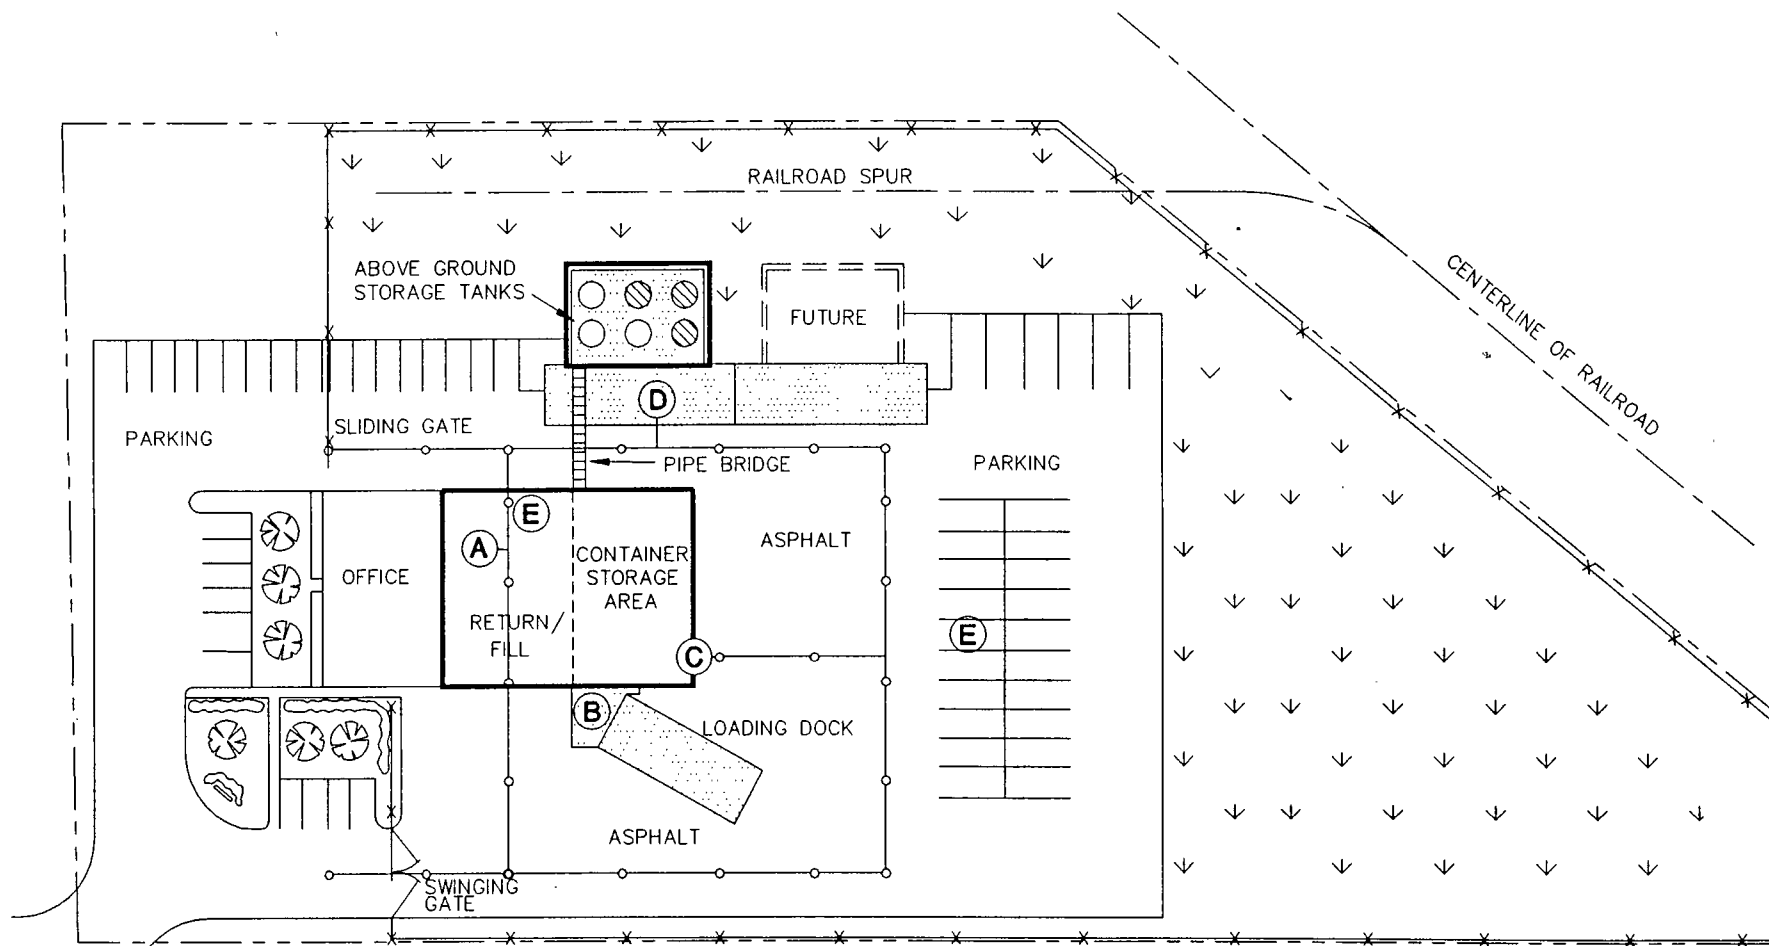 RAILROAD SPUR
ABOVE GROUND
STORAGE TANKS
FUTURE
CENTERLINE OF RAILROAD
D
PARKING
SLIDING GATE
PIPE BRIDGE
PARKING
E
A
CONTAINER
STORAGE
AREA
ASPHALT
OFFICE
RETURN/
FILL
E
C
B
LOADING DOCK
ASPHALT
SWINGING
GATE